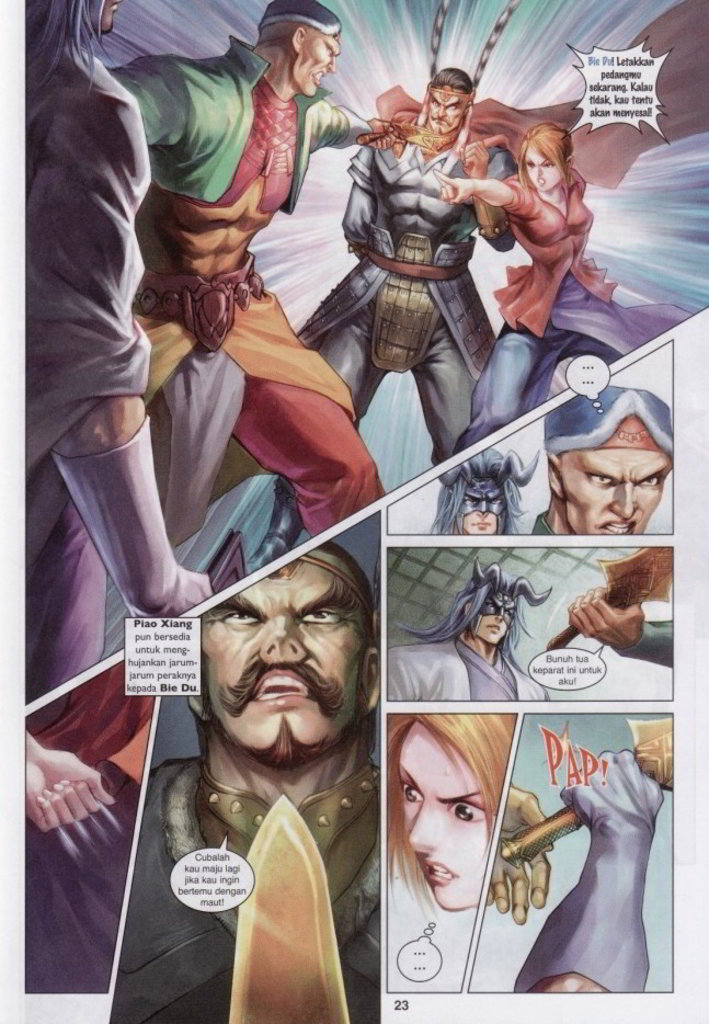 Bie Du! Letakkan
pedangmu
sekarang. Kalau
tidak, kau tentu
akan menyesal!
...
...
Piao Xiang
pun bersedia
untuk meng-
hujankan jarum-
jarum peraknya
kepada Bie Du.
Bunuh tua
keparat ini untuk
aku!
Cubalah
kau maju lagi
jika kau ingin
bertemu dengan
maut!
PAP!
...
...
23